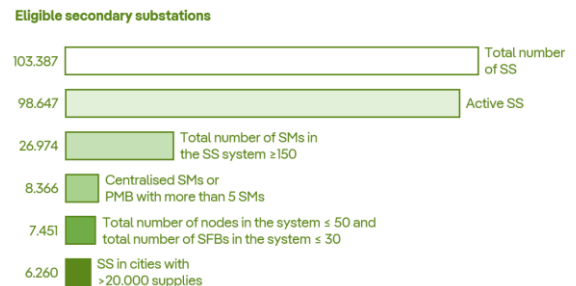 Eligible secondary substations
103.387
Total number
of SS
98.647
Active SS
26.974
Total number of SMs in
the SS system ≥150
8.366
Centralised SMs or
PMB with more than 5 SMs
7.451
Total number of nodes in the system ≤ 50 and
total number of SFBs in the system ≤ 30
6.260
SS in cities with
>20.000 supplies